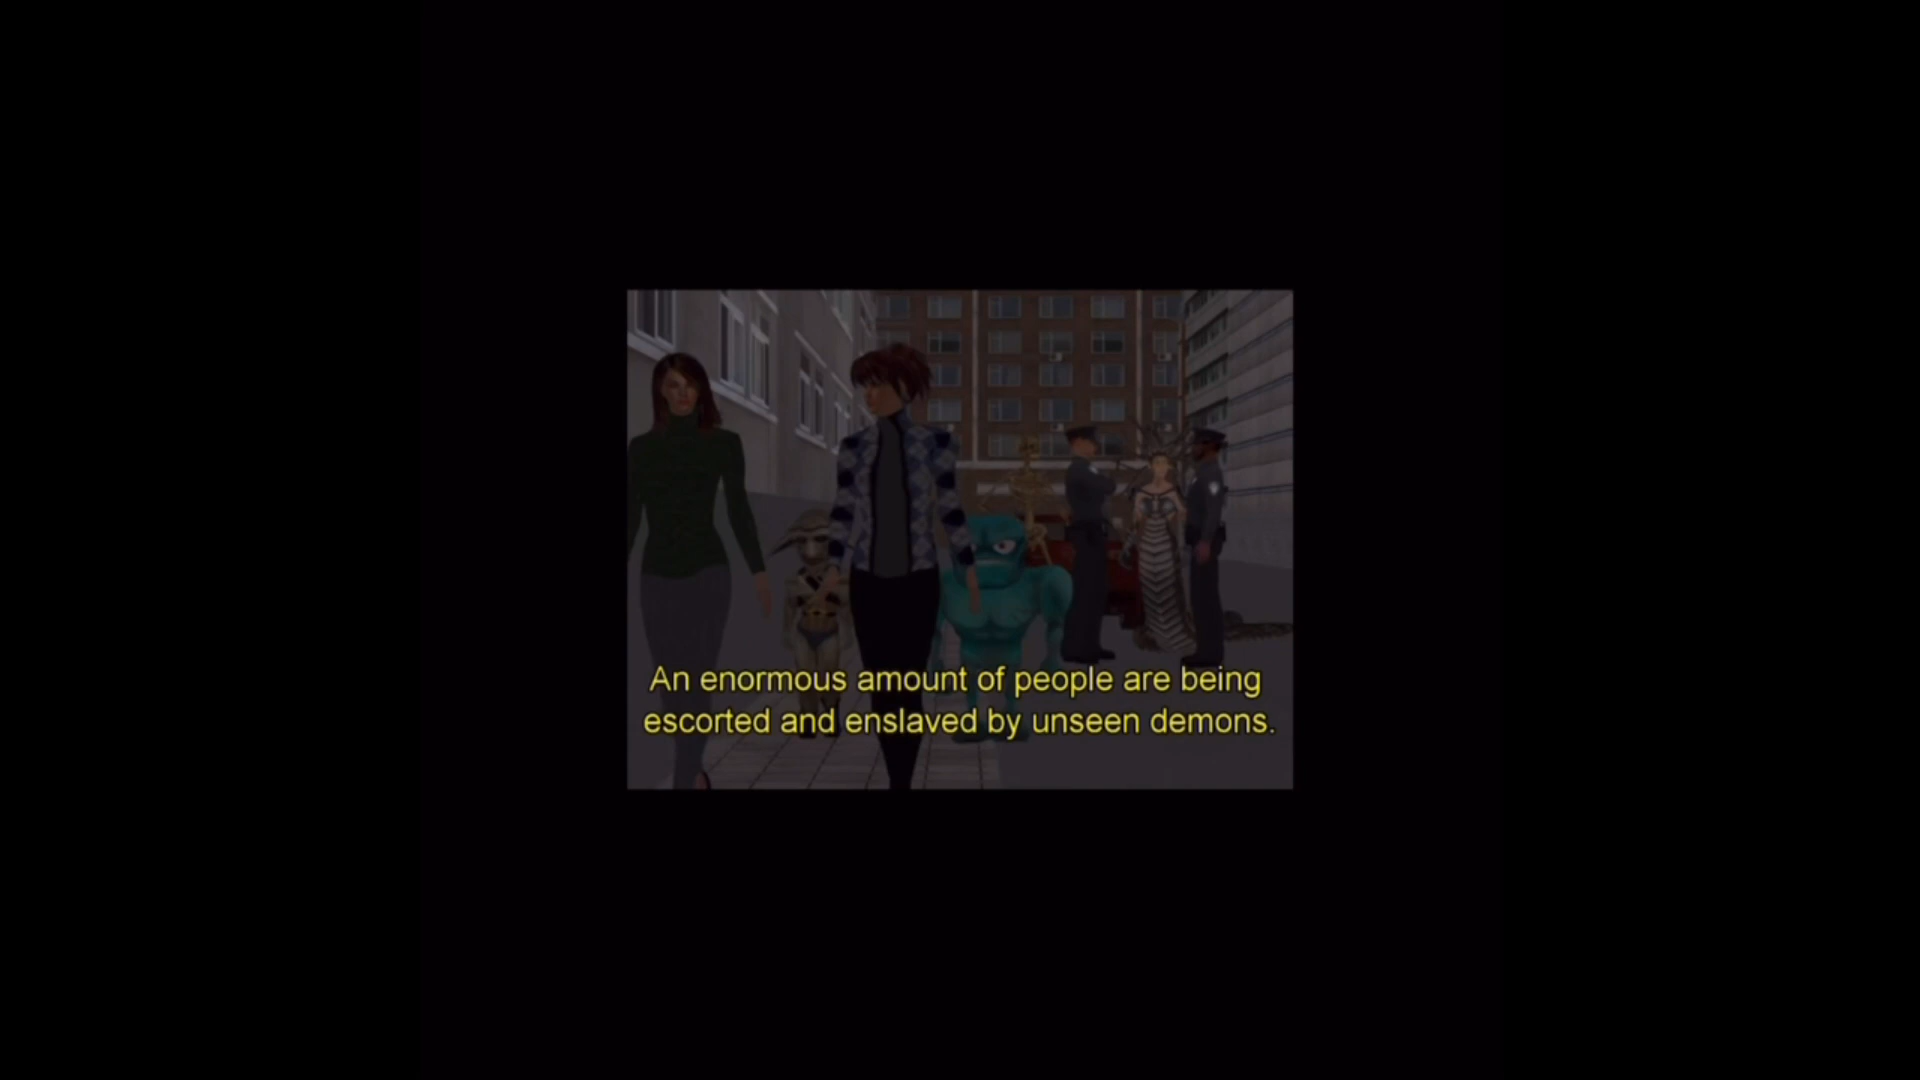 An enormous amount of people are being
escorted and enslaved by unseen demons.